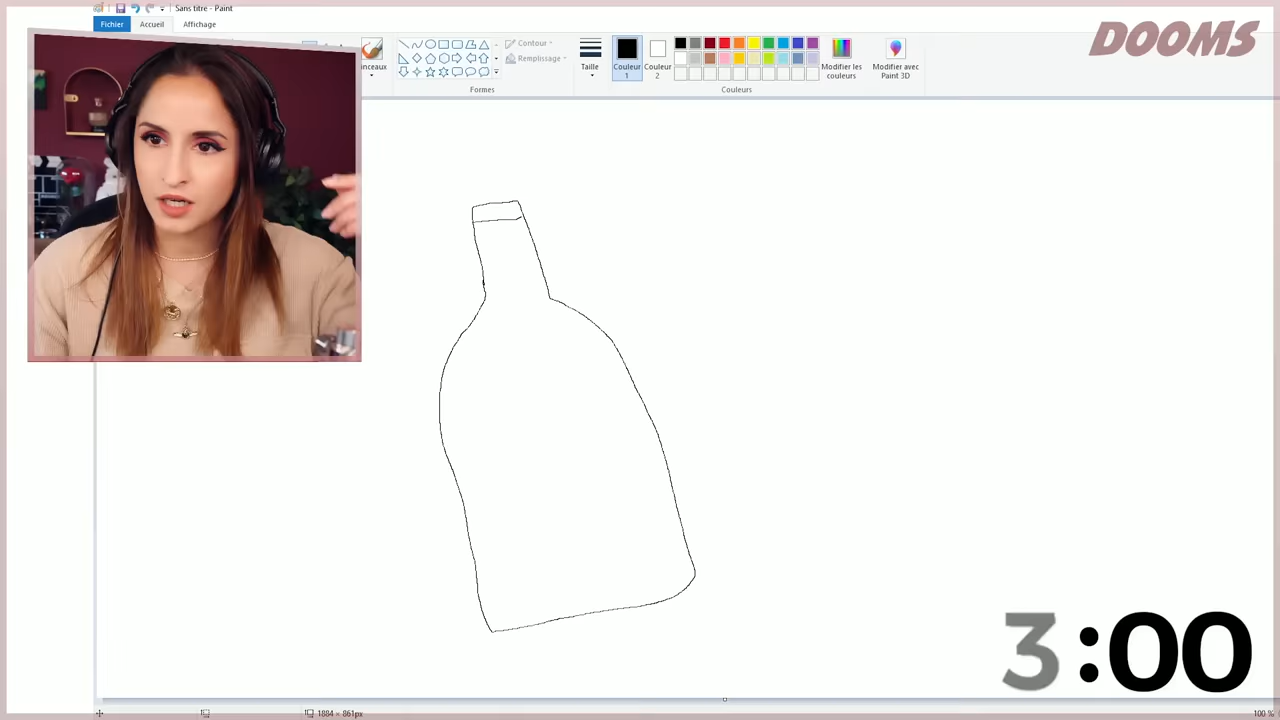 Sans titre - Paint
DOOMS
Fichier Accueil Affichage
Contour
Remplissage
Taille
Couleur 1
Couleur 2
Modifier les couleurs
Modifier avec Paint 3D
Formes
Couleurs
3:00
1884 × 861px
100 %